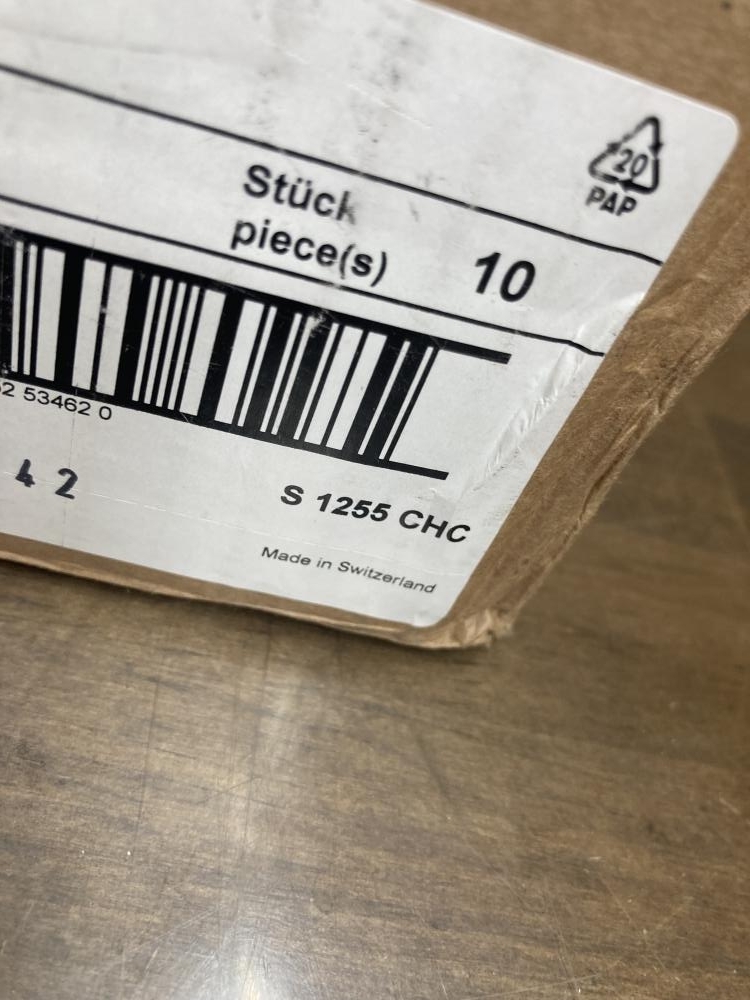 20
PAP
Stück
piece(s) 10
2 53462 0
4 2
S 1255 CHC
Made in Switzerland